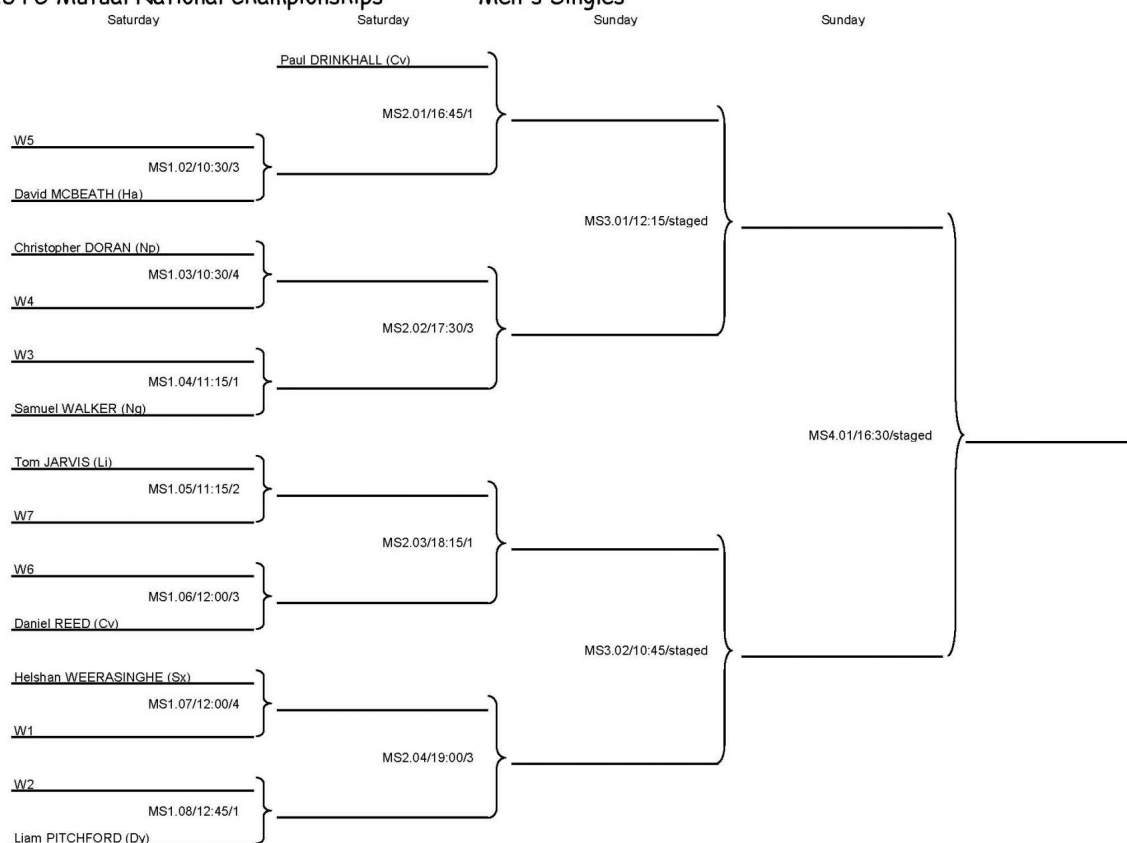 Mutual National Championships Men's Singles
Saturday Saturday Sunday Sunday
Paul DRINKHALL (Cv)
MS2.01/16:45/1
W5
MS1.02/10:30/3
David MCBEATH (Ha)
MS3.01/12:15/staged
Christopher DORAN (Np)
MS1.03/10:30/4
W4
MS2.02/17:30/3
W3
MS1.04/11:15/1
Samuel WALKER (Ng)
MS4.01/16:30/staged
Tom JARVIS (Li)
MS1.05/11:15/2
W7
MS2.03/18:15/1
W6
MS1.06/12:00/3
Daniel REED (Cv)
MS3.02/10:45/staged
Helshan WEERASINGHE (Sx)
MS1.07/12:00/4
W1
MS2.04/19:00/3
W2
MS1.08/12:45/1
Liam PITCHFORD (Dy)